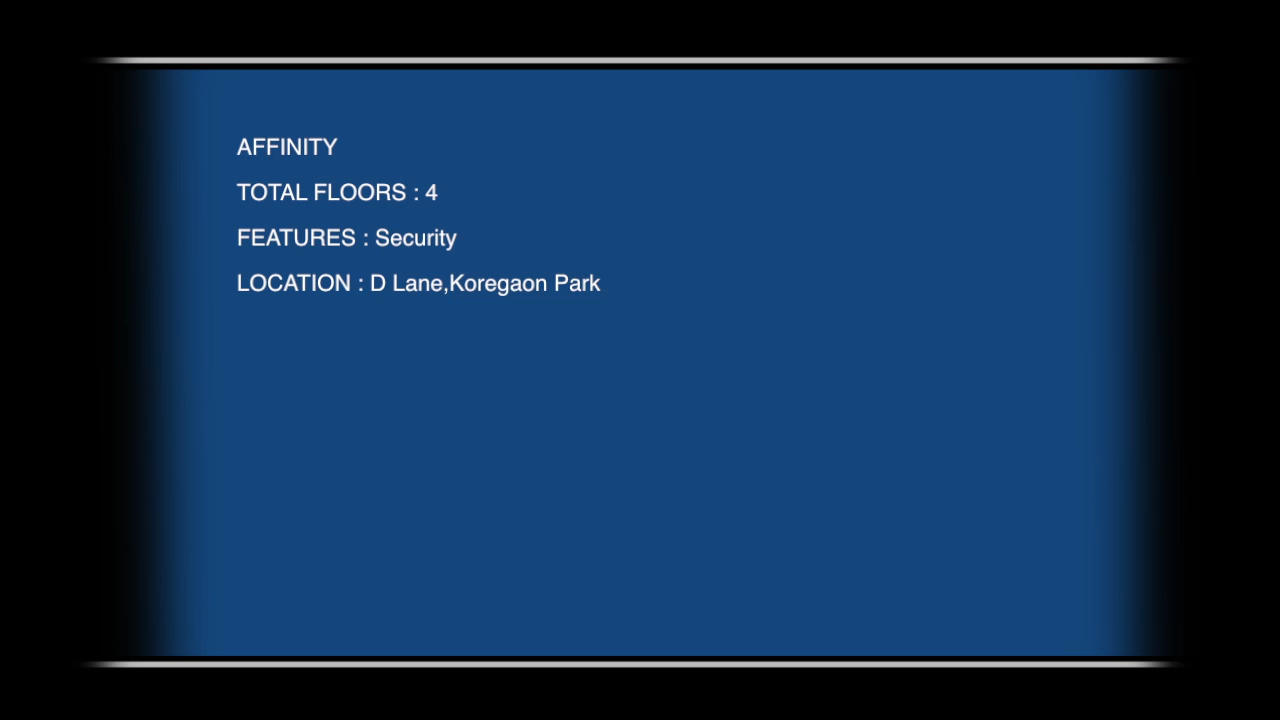 AFFINITY
TOTAL FLOORS : 4
FEATURES : Security
LOCATION : D Lane,Koregaon Park